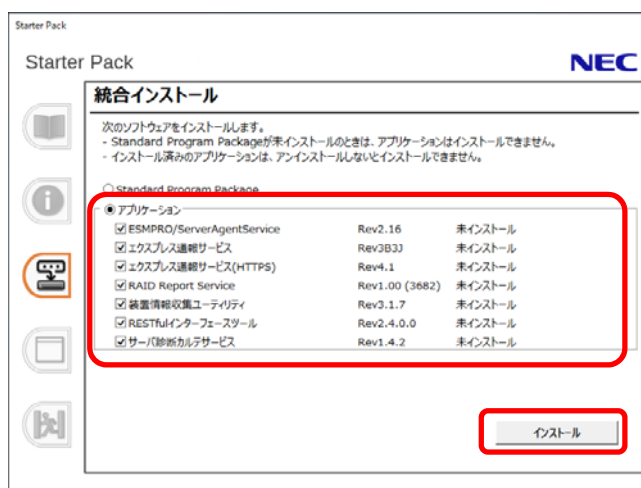 Starter Pack
Starter Pack NEC
統合インストール
次のソフトウェアをインストールします。
- Standard Program Packageが未インストールのときは、アプリケーションはインストールできません。
- インストール済みのアプリケーションは、アンインストールしないとインストールできません。
Standard Program Package
アプリケーション
ESMPRO/ServerAgentService Rev2.16 未インストール
エクスプレス通報サービス Rev3B3J 未インストール
エクスプレス通報サービス(HTTPS) Rev4.1 未インストール
RAID Report Service Rev1.00 (3682) 未インストール
装置情報収集ユーティリティ Rev3.1.7 未インストール
RESTfulインターフェースツール Rev2.4.0.0 未インストール
サーバ診断カルテサービス Rev1.4.2 未インストール
インストール